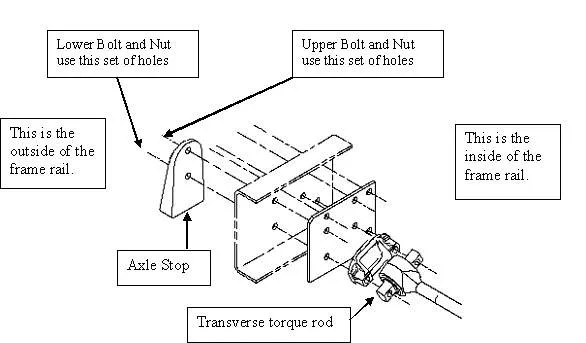 Lower Bolt and Nut
use this set of holes
Upper Bolt and Nut
use this set of holes
This is the
outside of the
frame rail.
This is the
inside of the
frame rail.
Axle Stop
Transverse torque rod